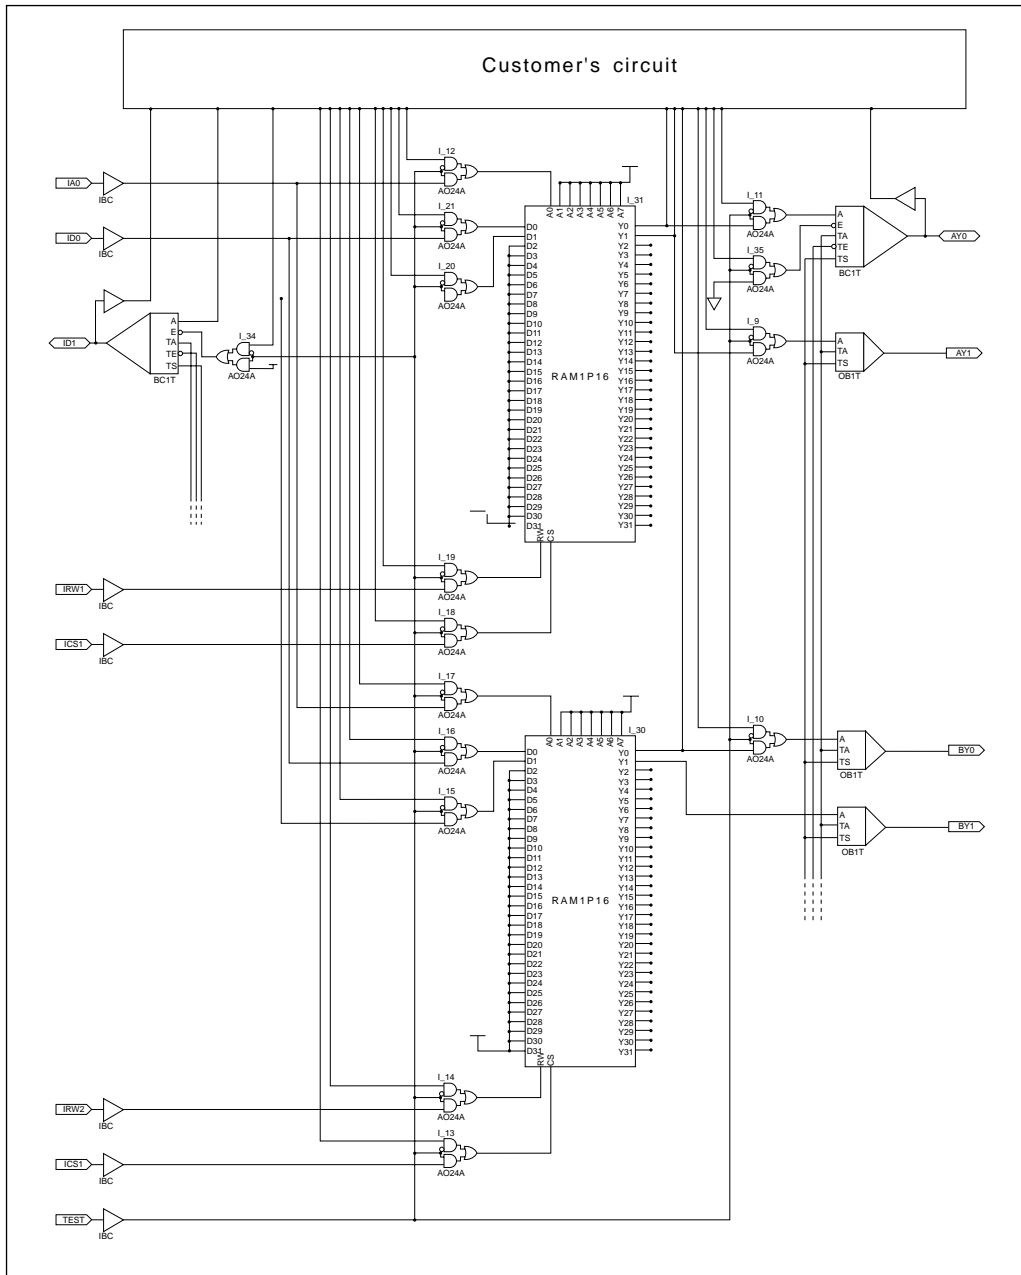 Customer's circuit
I_12
IA0
IBC
AO24A
A0
A1
A2
A3
A4
A5
A6
A7
I_31
I_21
ID0
IBC
AO24A
I_20
AO24A
D0
D1
D2
D3
D4
D5
D6
D7
D8
D9
D10
D11
D12
D13
D14
D15
D16
D17
D18
D19
D20
D21
D22
D23
D24
D25
D26
D27
D28
D29
D30
D31
RAM1P16
Y0
Y1
Y2
Y3
Y4
Y5
Y6
Y7
Y8
Y9
Y10
Y11
Y12
Y13
Y14
Y15
Y16
Y17
Y18
Y19
Y20
Y21
Y22
Y23
Y24
Y25
Y26
Y27
Y28
Y29
Y30
Y31
RW
CS
I_11
AO24A
I_35
AO24A
A
E
TA
TE
TS
BC1T
AY0
I_9
AO24A
A
TA
TS
OB1T
AY1
ID1
A
E
TA
TE
TS
BC1T
I_34
AO24A
I_19
IRW1
IBC
AO24A
I_18
ICS1
IBC
AO24A
I_17
AO24A
A0
A1
A2
A3
A4
A5
A6
A7
I_30
I_16
AO24A
I_15
AO24A
D0
D1
D2
D3
D4
D5
D6
D7
D8
D9
D10
D11
D12
D13
D14
D15
D16
D17
D18
D19
D20
D21
D22
D23
D24
D25
D26
D27
D28
D29
D30
D31
RAM1P16
Y0
Y1
Y2
Y3
Y4
Y5
Y6
Y7
Y8
Y9
Y10
Y11
Y12
Y13
Y14
Y15
Y16
Y17
Y18
Y19
Y20
Y21
Y22
Y23
Y24
Y25
Y26
Y27
Y28
Y29
Y30
Y31
RW
CS
I_10
AO24A
A
TA
TS
OB1T
BY0
A
TA
TS
OB1T
BY1
I_14
IRW2
IBC
AO24A
I_13
ICS1
IBC
AO24A
TEST
IBC